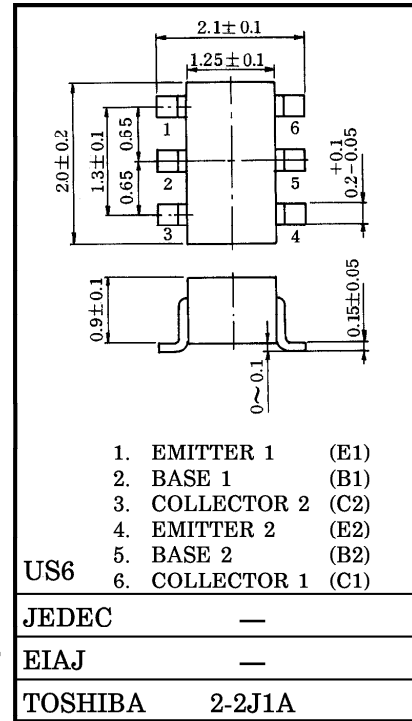 2.1± 0.1
1.25± 0.1
2.0± 0.2
1.3± 0.1
0.65
0.65
1
2
3
6
5
4
+0.1
0.2-0.05
0.9± 0.1
0.15±0.05
0~0.1
1. EMITTER 1 (E1)
2. BASE 1 (B1)
3. COLLECTOR 2 (C2)
4. EMITTER 2 (E2)
5. BASE 2 (B2)
US6 6. COLLECTOR 1 (C1)
JEDEC —
EIAJ —
TOSHIBA 2-2J1A